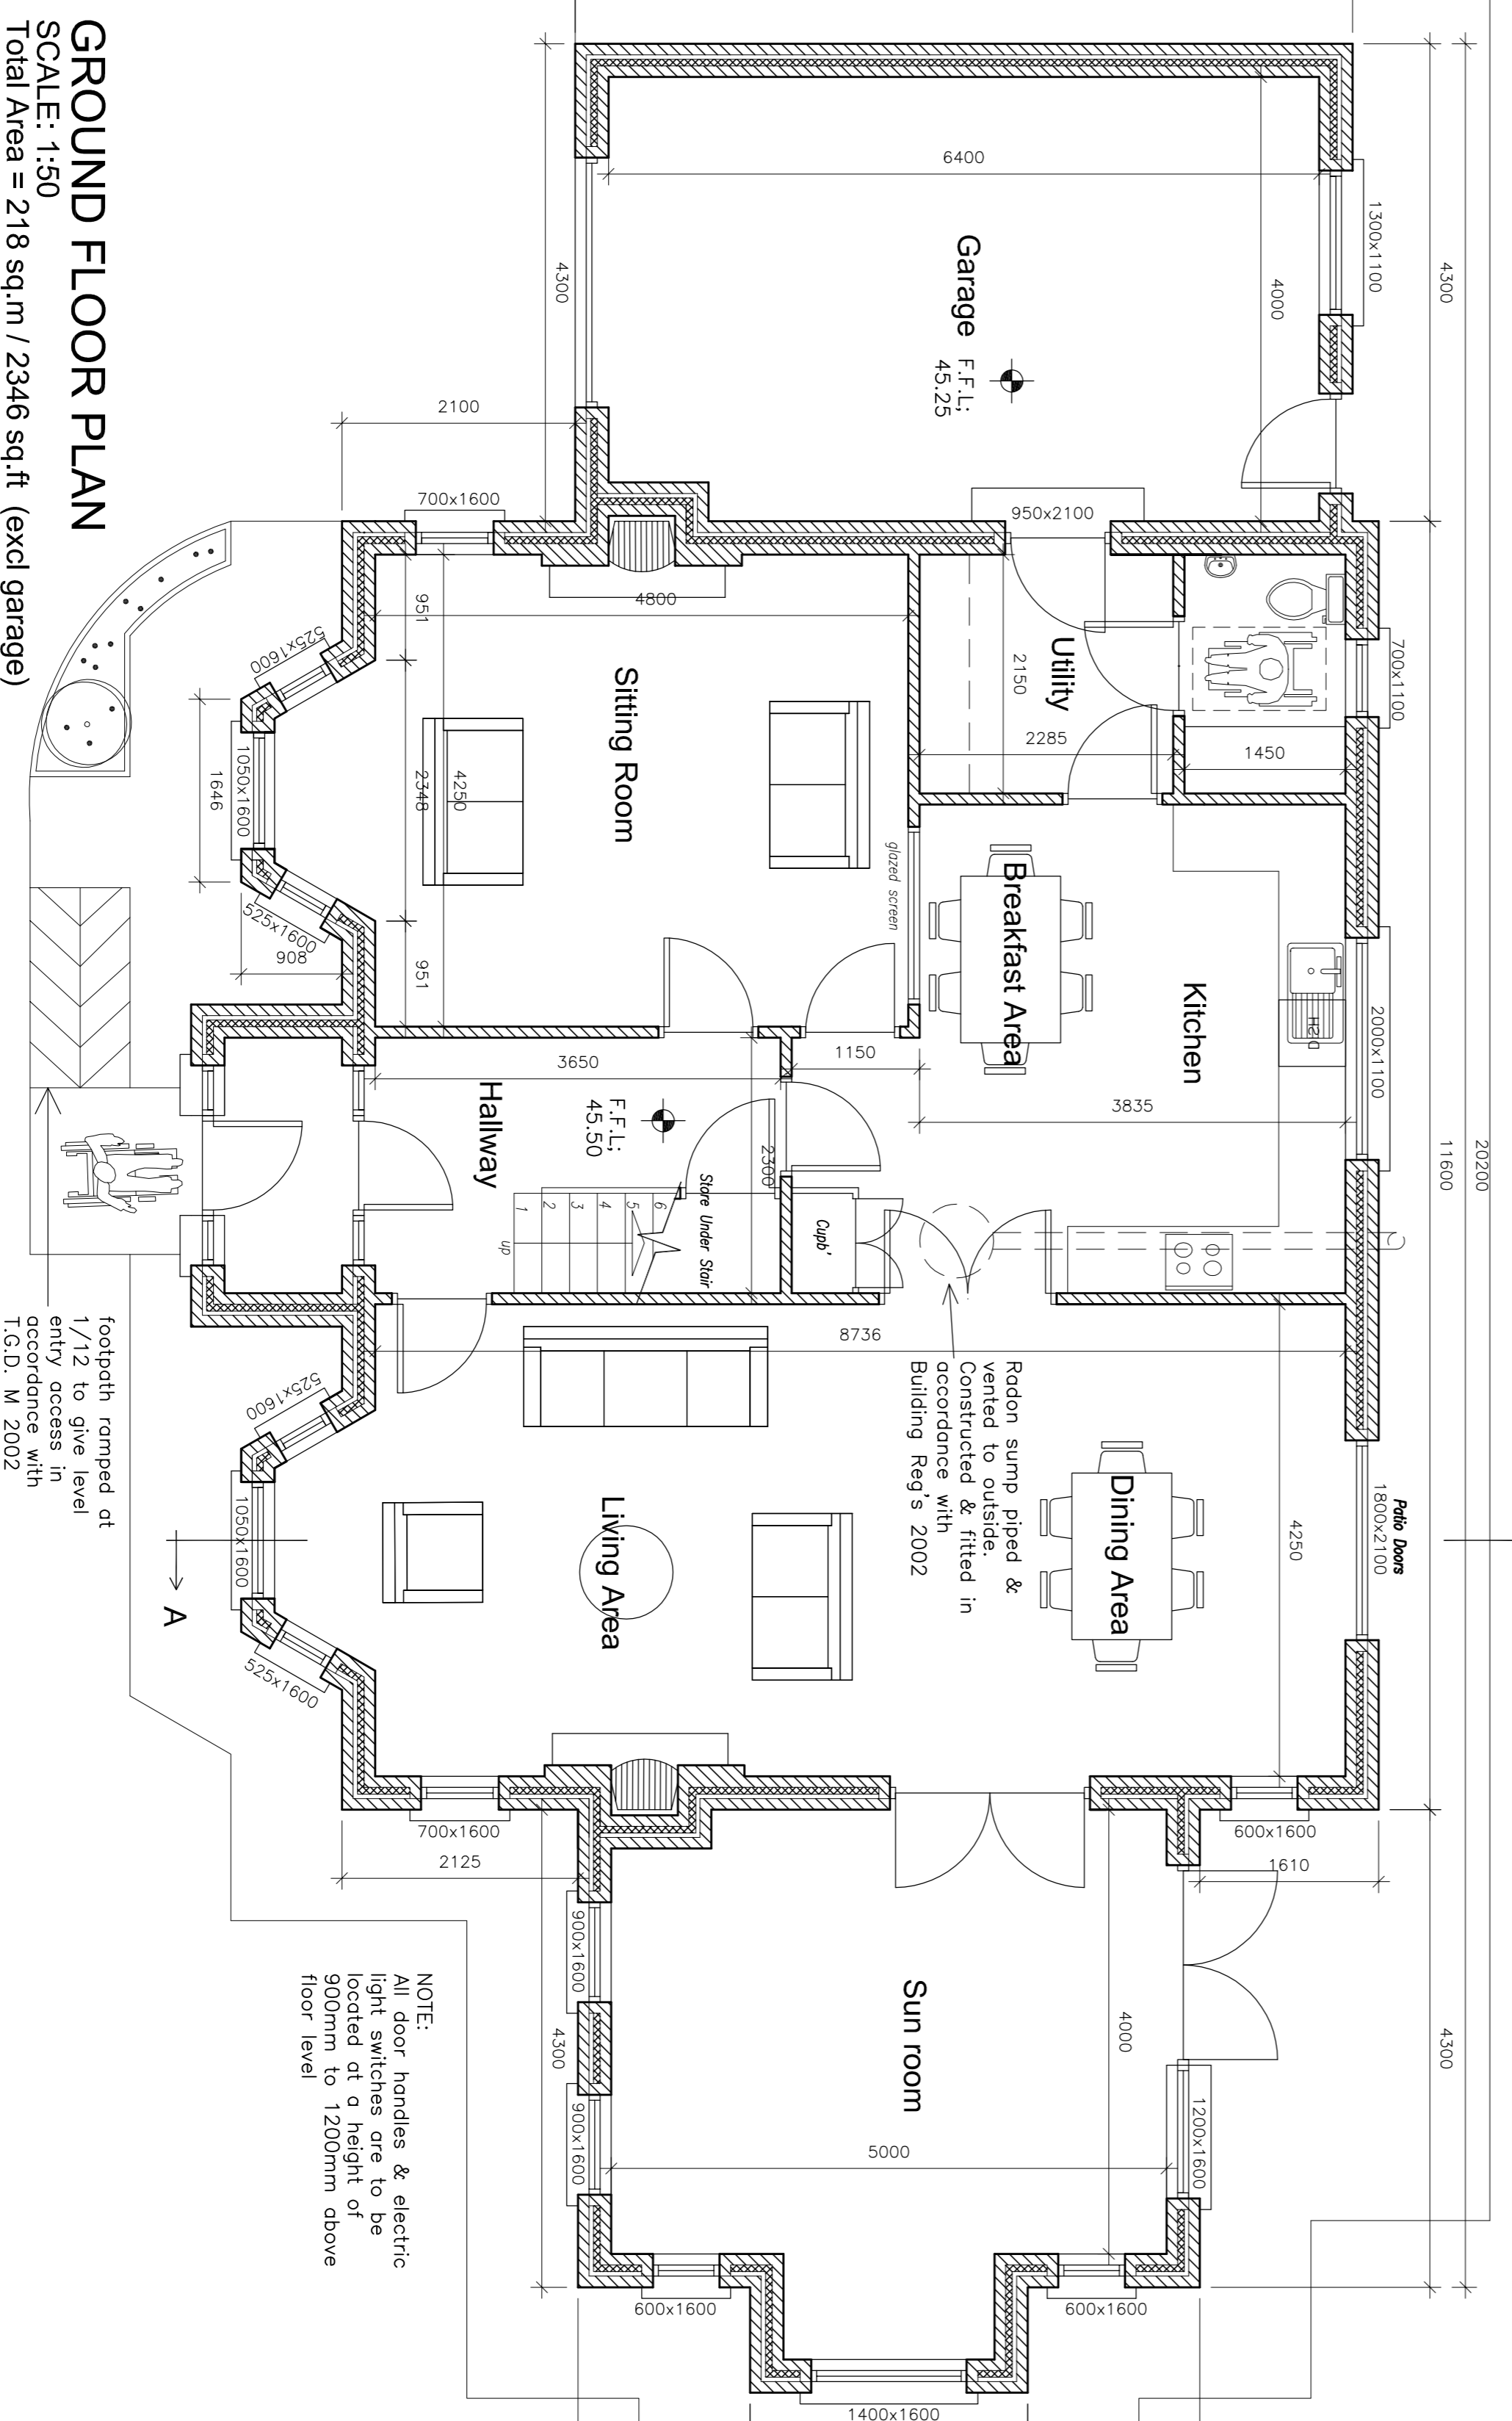 GROUND FLOOR PLAN
SCALE: 1:50
Total Area = 218 sq.m / 2346 sq.ft (excl garage)
20200
4300
11600
4300
1300x1100
700x1100
2000x1100
Patio Doors
1800x2100
6400
4000
Garage
F.F.L;
45.25
4300
2100
700x1600
950x2100
Utility
2150
2285
1450
4800
951
2348
951
4250
Sitting Room
525x1600
1050x1600
525x1600
1646
908
glazed screen
Breakfast Area
Kitchen
H2O
3835
1150
3650
Hallway
F.F.L;
45.50
2300
Store Under Stair
1
2
3
4
5
6
up
Cupb'
8736
Radon sump piped &
vented to outside.
Constructed & fitted in
accordance with
Building Reg's 2002
Dining Area
4250
Living Area
525x1600
1050x1600
525x1600
A
footpath ramped at
1/12 to give level
entry access in
accordance with
T.G.D. M 2002
700x1600
2125
600x1600
1610
900x1600
4300
900x1600
Sun room
4000
5000
1200x1600
600x1600
600x1600
1400x1600
NOTE:
All door handles & electric
light switches are to be
located at a height of
900mm to 1200mm above
floor level